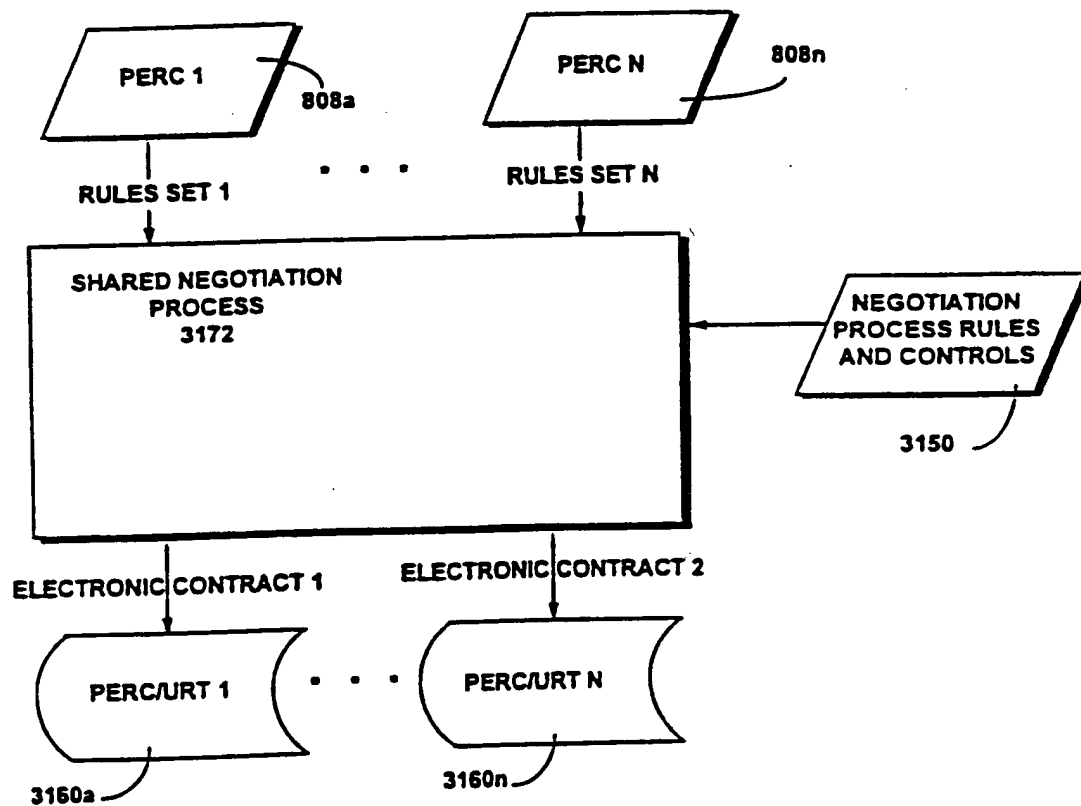 PERC 1
808a
PERC N
808n
RULES SET 1
RULES SET N
SHARED NEGOTIATION
PROCESS
3172
NEGOTIATION
PROCESS RULES
AND CONTROLS
3150
ELECTRONIC CONTRACT 1
ELECTRONIC CONTRACT 2
PERC/URT 1
PERC/URT N
3160a
3160n